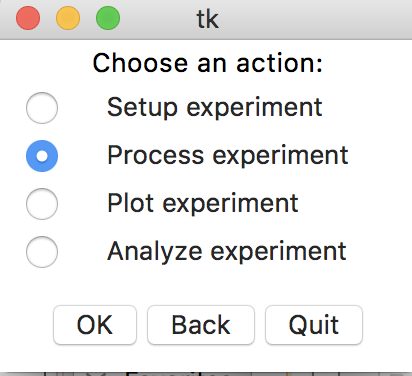 tk
Choose an action:
Setup experiment
Process experiment
Plot experiment
Analyze experiment
OK Back Quit